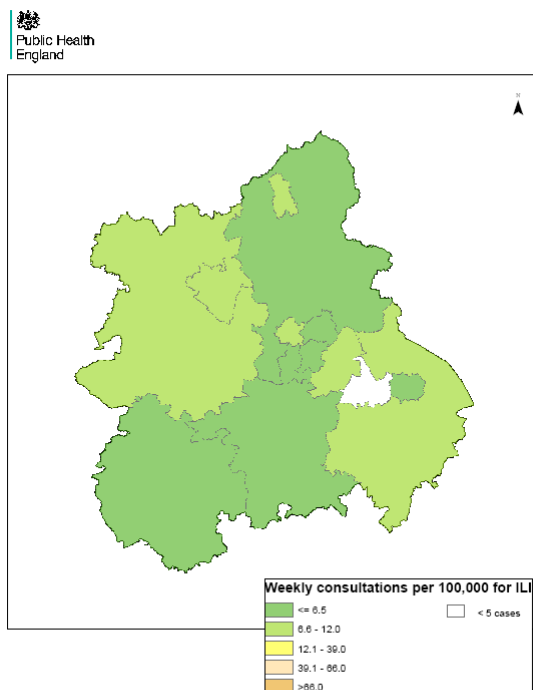 Public Health
England
N
Weekly consultations per 100,000 for ILI
<= 6.5
< 5 cases
6.6 - 12.0
12.1 - 39.0
39.1 - 66.0
>66.0